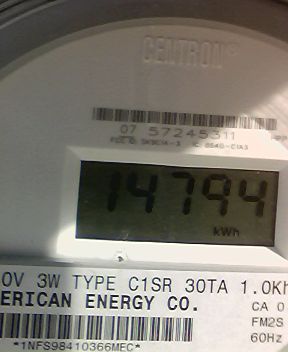 CENTRON®
07 57245311
14794
kWh
0V 3W TYPE C1SR 30TA 1.0Kh
ERICAN ENERGY CO.
CA 0
FM2S
60Hz
*1NFS98410366MEC*